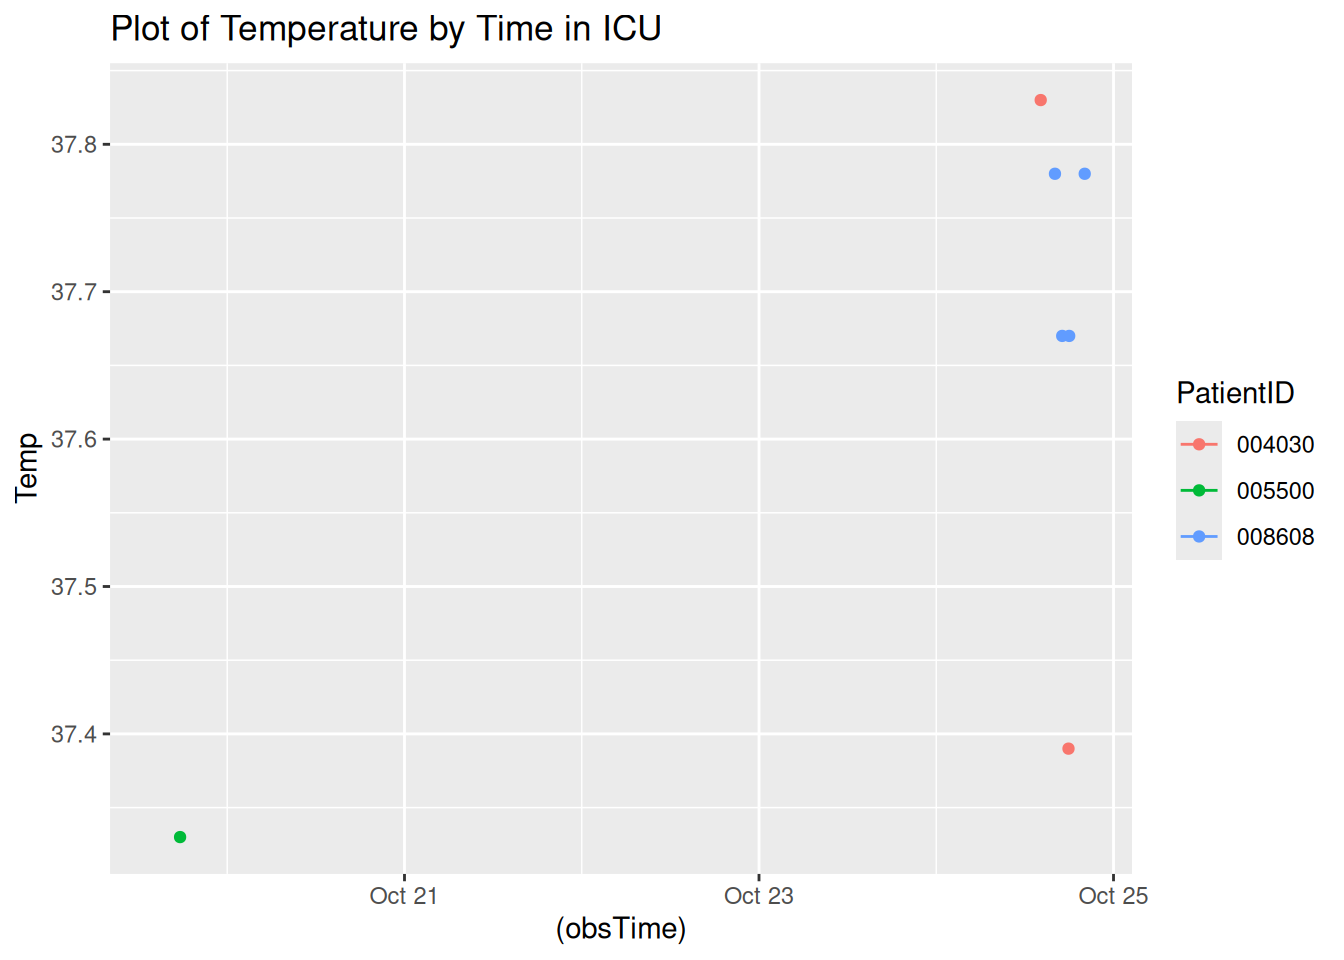 Plot of Temperature by Time in ICU
37.8
37.7
37.6
37.5
37.4
Temp
Oct 21
Oct 23
Oct 25
(obsTime)
PatientID
004030
005500
008608